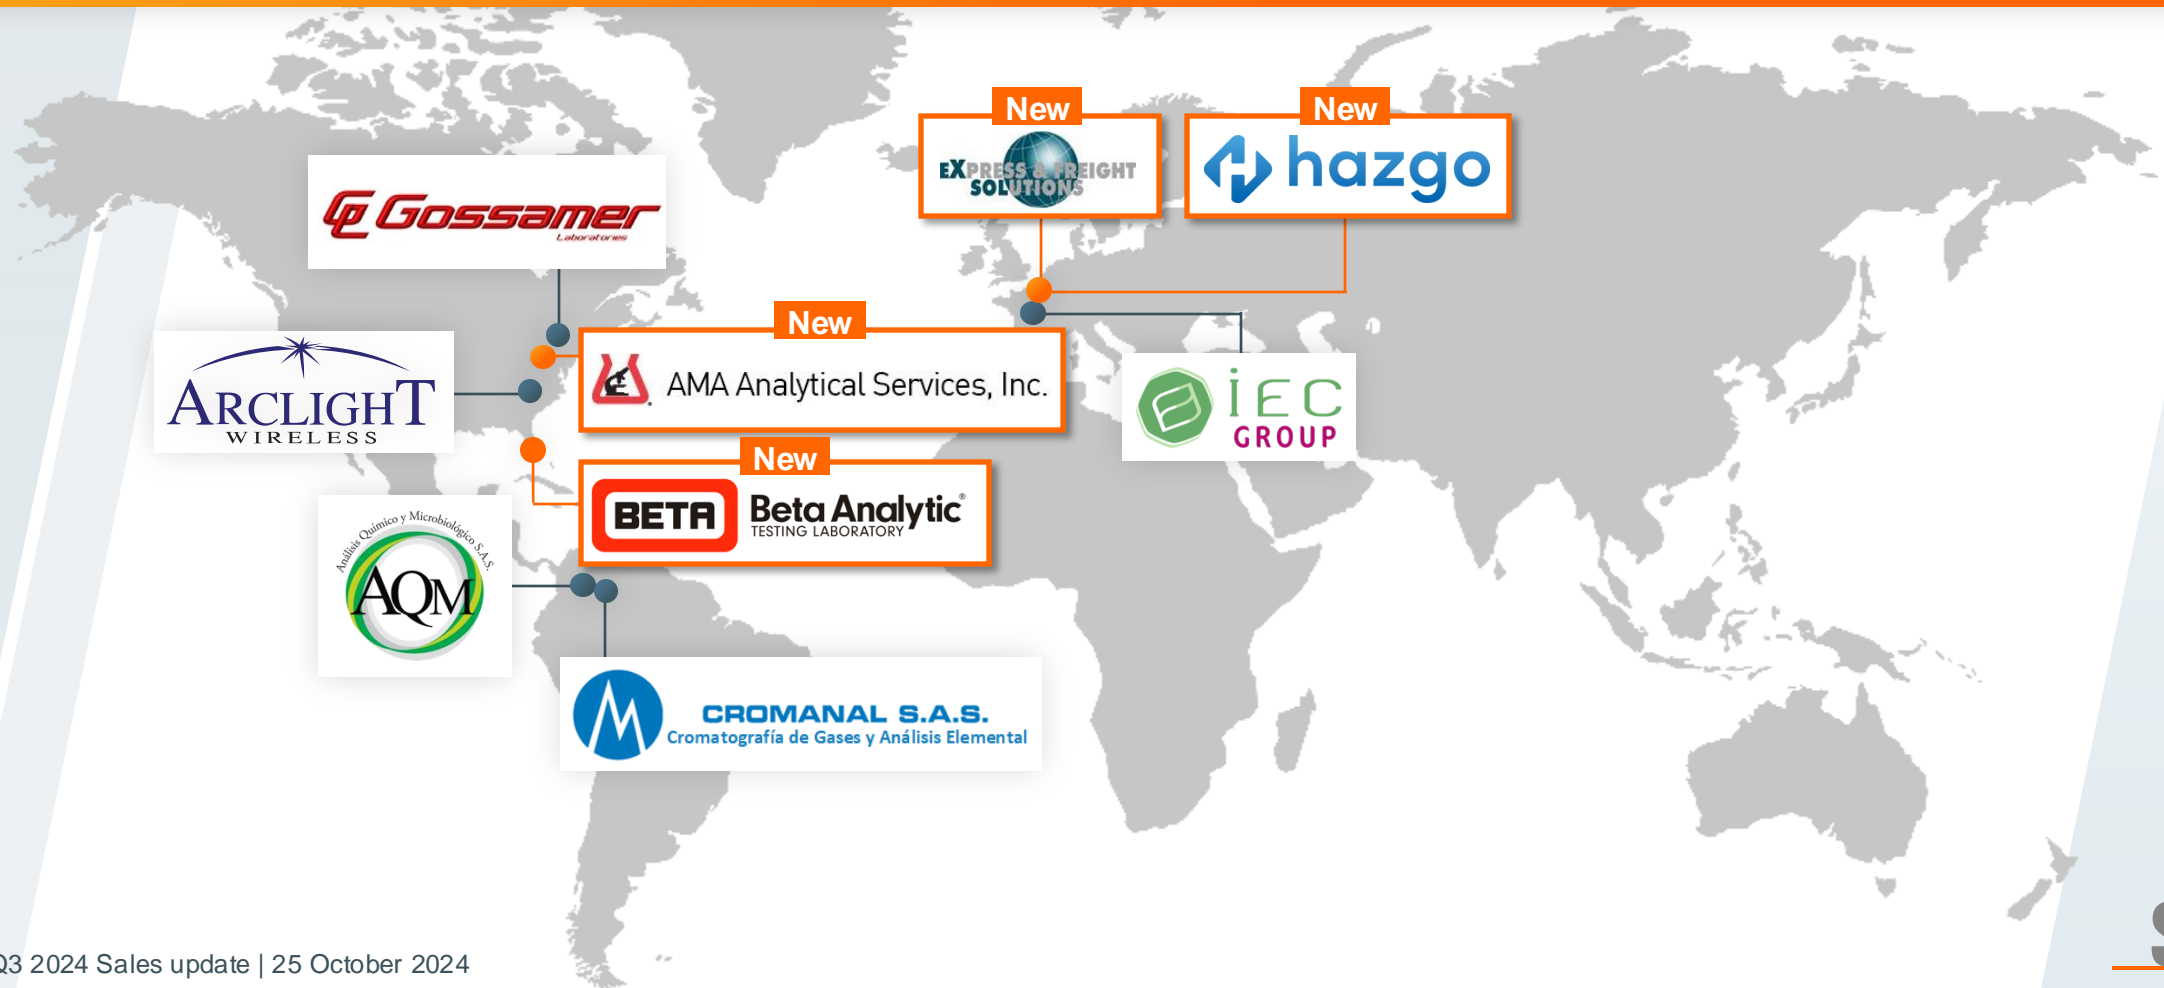 New
New
EXPRESS & FREIGHT
SOLUTIONS
hazgo
Gossamer
Laboratories
New
ARCLIGHT
WIRELESS
AMA Analytical Services, Inc.
iEC
GROUP
New
BETA
Beta Analytic®
TESTING LABORATORY
Análisis Químico y Microbiológico S.A.S.
AQM
CROMANAL S.A.S.
Cromatografía de Gases y Análisis Elemental
Q3 2024 Sales update | 25 October 2024